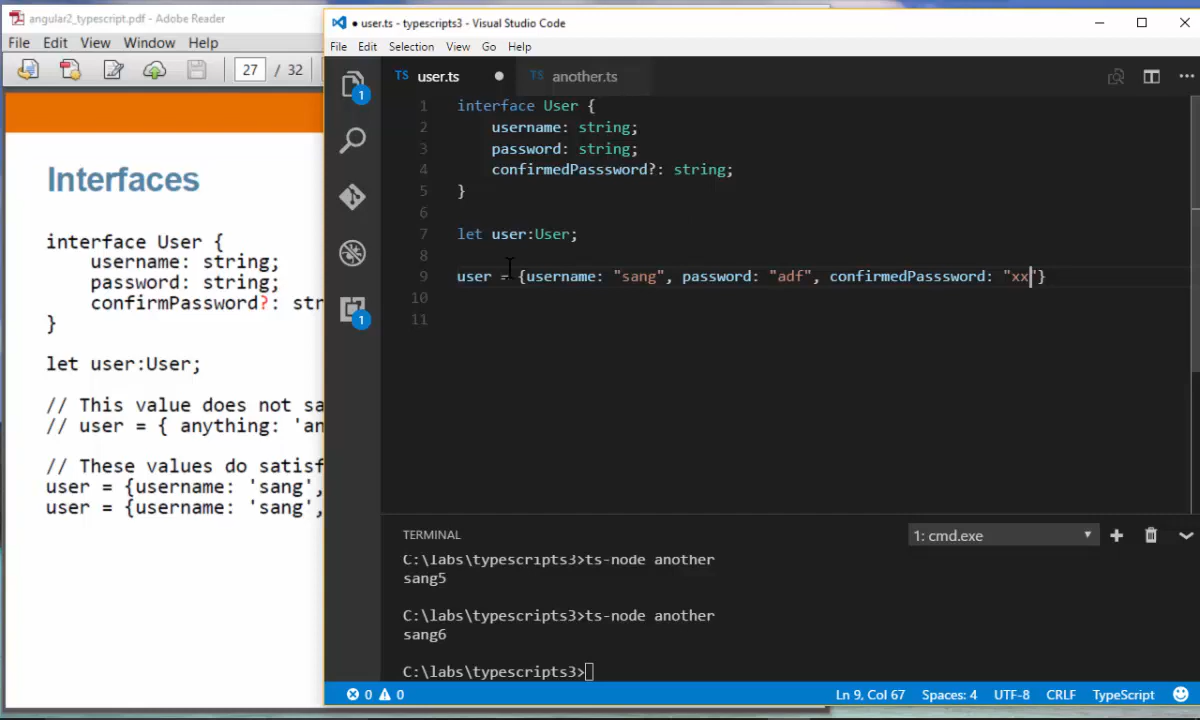 angular2_typescript.pdf - Adobe Reader
File Edit View Window Help
27 / 32
Interfaces
interface User {
username: string;
password: string;
confirmPassword?: str
}
let user:User;
// This value does not sa
// user = { anything: 'an
// These values do satisf
user = {username: 'sang',
user = {username: 'sang',
● user.ts - typescripts3 - Visual Studio Code
File Edit Selection View Go Help
TS user.ts ● TS another.ts
1
1
1 interface User {
2 username: string;
3 password: string;
4 confirmedPasssword?: string;
5 }
6
7 let user:User;
8
9 user = {username: "sang", password: "adf", confirmedPasssword: "xx"}
10
11
TERMINAL
1: cmd.exe
C:\labs\typescripts3>ts-node another
sang5
C:\labs\typescripts3>ts-node another
sang6
C:\labs\typescripts3>
0 0 Ln 9, Col 67 Spaces: 4 UTF-8 CRLF TypeScript